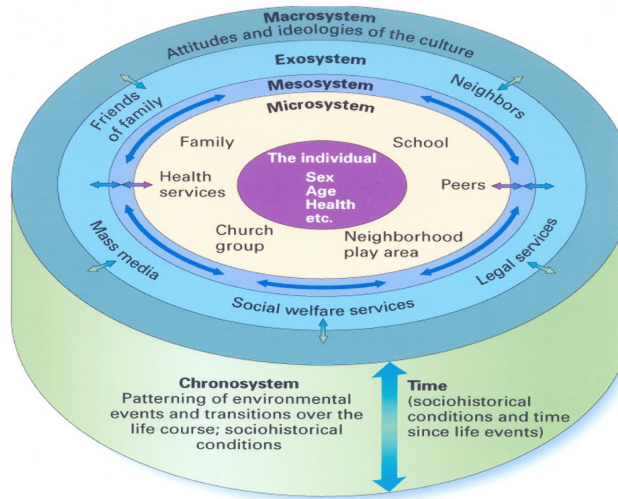 Macrosystem
Attitudes and ideologies of the culture
Exosystem
Mesosystem
Microsystem
Friends
of family
Neighbors
Family
School
The individual
Sex
Age
Health
etc.
Health
services
Peers
Church
group
Neighborhood
play area
Mass media
Legal services
Social welfare services
Chronosystem
Patterning of environmental
events and transitions over the
life course; sociohistorical
conditions
Time
(sociohistorical
conditions and time
since life events)